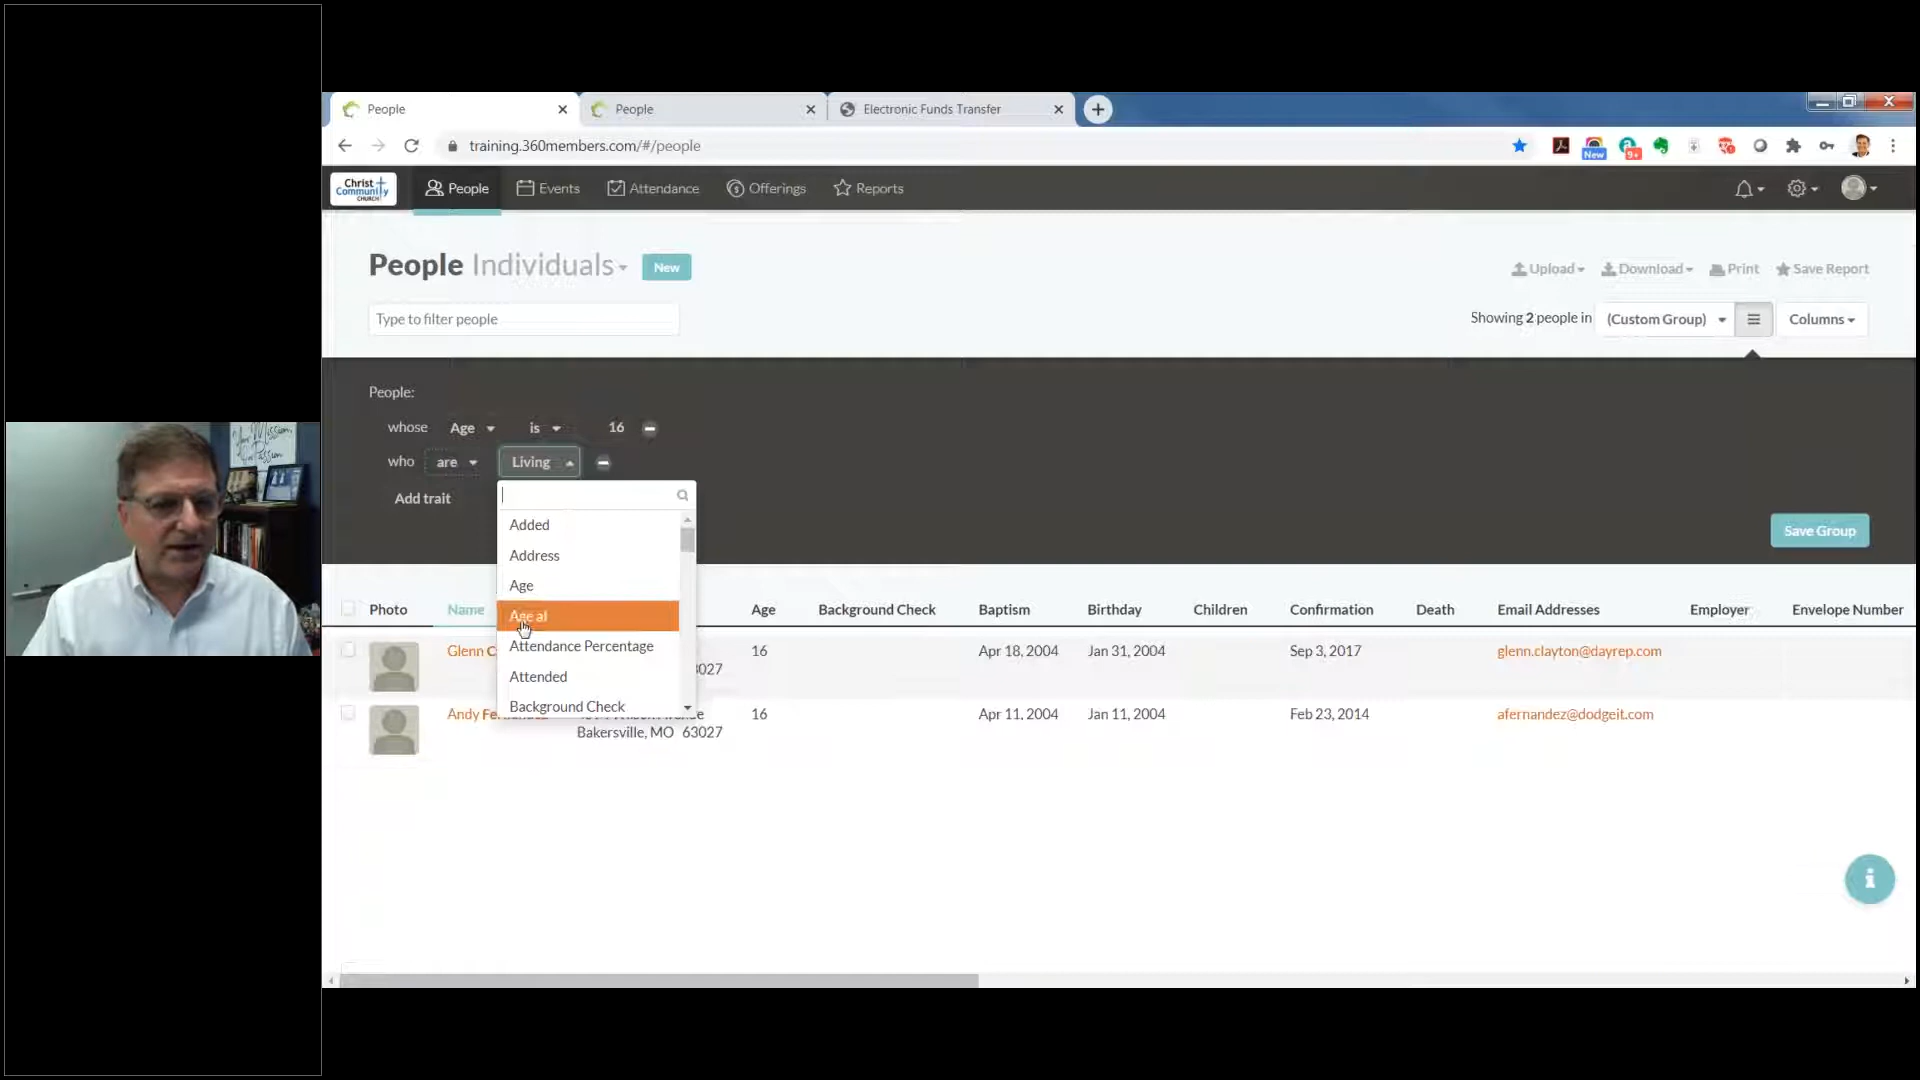 People
People
Electronic Funds Transfer
training.360members.com/#/people
New
9+
Christ
Community
CHURCH
People
Events
Attendance
Offerings
Reports
People Individuals
New
Upload
Download
Print
Save Report
Type to filter people
Showing 2 people in
(Custom Group)
Columns
People:
whose Age is 16
who are Living
Add trait
Added
Address
Age
Age at
Attendance Percentage
Attended
Background Check
Save Group
Photo Name Age Background Check Baptism Birthday Children Confirmation Death Email Addresses Employer Envelope Number
Glenn C 16 Apr 18, 2004 Jan 31, 2004 Sep 3, 2017 glenn.clayton@dayrep.com
3027
Andy 16 Apr 11, 2004 Jan 11, 2004 Feb 23, 2014 afernandez@dodgeit.com
Bakersville, MO 63027